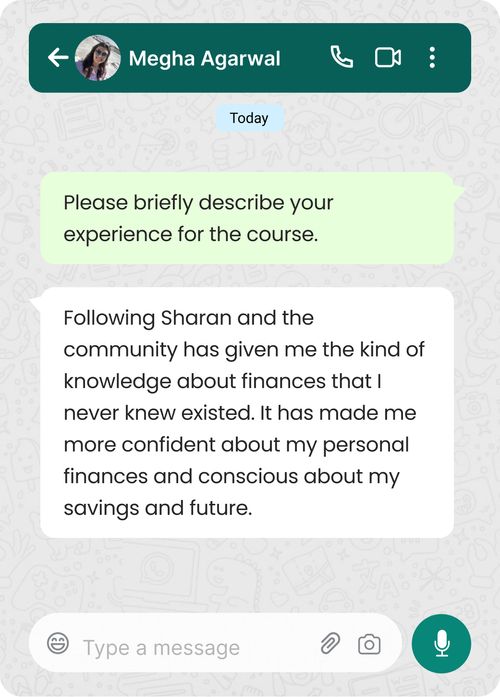 Megha Agarwal
Today
Please briefly describe your
experience for the course.
Following Sharan and the
community has given me the kind of
knowledge about finances that I
never knew existed. It has made me
more confident about my personal
finances and conscious about my
savings and future.
Type a message